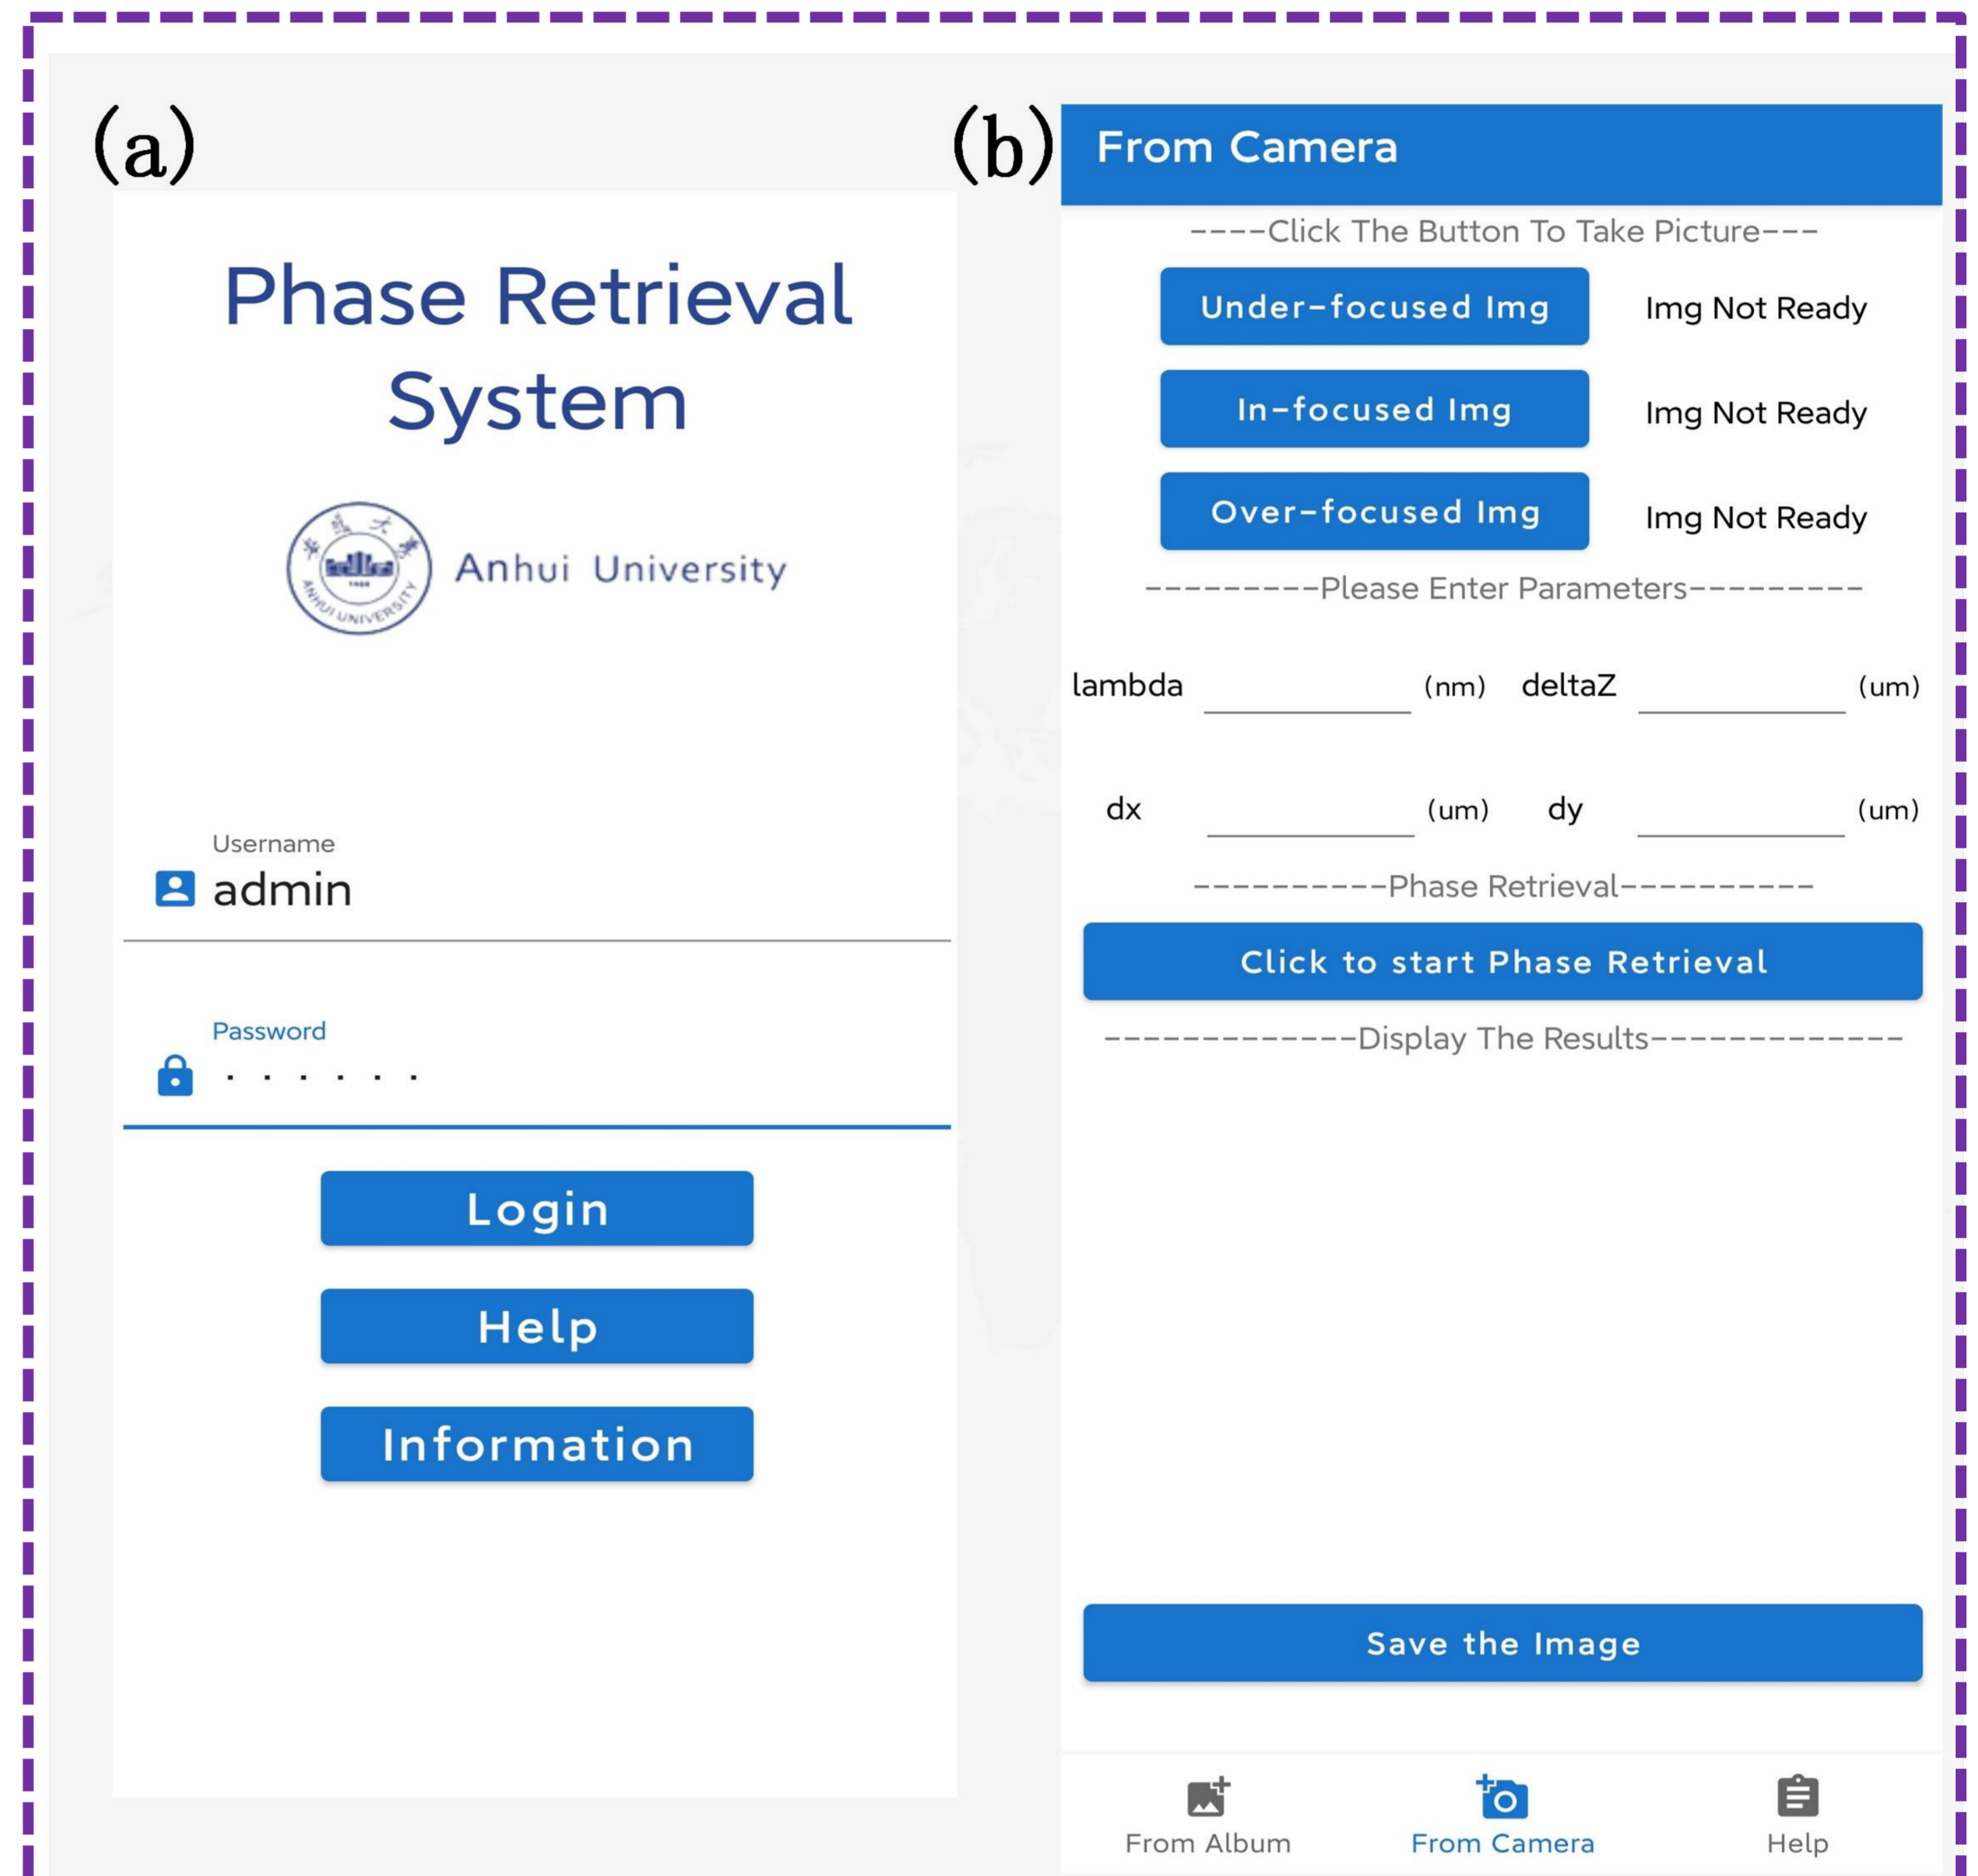 (a)
Phase Retrieval
System
ANHUI UNIVERSITY
Anhui University
Username
admin
Password
......
Login
Help
Information
(b)
From Camera
----Click The Button To Take Picture---
Under-focused Img Img Not Ready
In-focused Img Img Not Ready
Over-focused Img Img Not Ready
---------Please Enter Parameters---------
lambda (nm) deltaZ (um)
dx (um) dy (um)
----------Phase Retrieval----------
Click to start Phase Retrieval
-------------Display The Results-------------
Save the Image
From Album From Camera Help